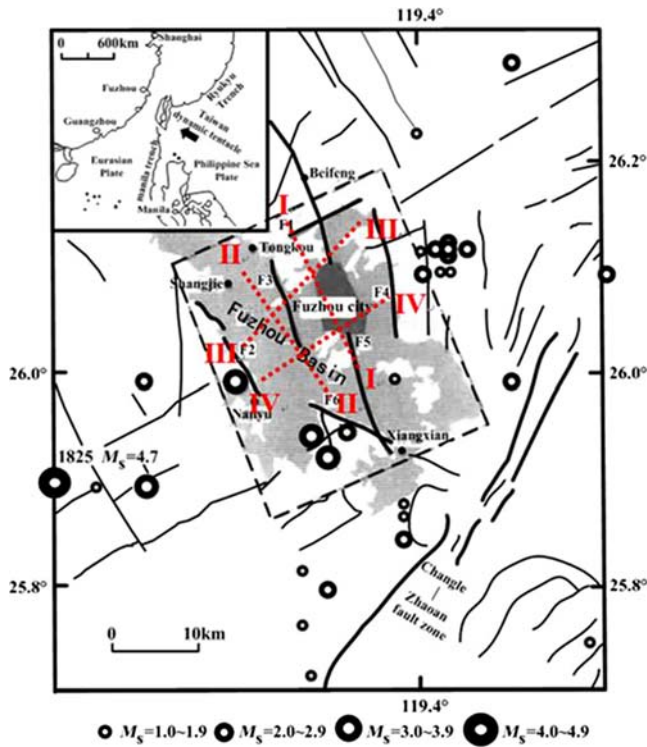 119.4°
0 600km
Shanghai
Fuzhou
Ryukyu
Trench
Taiwan
dynamic tentacle
Guangzhou
Eurasian
Plate
manila trench
Philippine Sea
Plate
Manila
26.2°
Beifeng
I
F1
III
Tongkou
II
F3
Shangjie
F4
Fuzhou city
IV
Fuzhou Basin
F5
III
F2
26.0°
26.0°
I
IV
F6
II
Nanyu
Xiangxian
1825 Ms=4.7
25.8°
25.8°
Changle
—
Zhaoan
fault zone
0 10km
119.4°
Ms=1.0~1.9 Ms=2.0~2.9 Ms=3.0~3.9 Ms=4.0~4.9